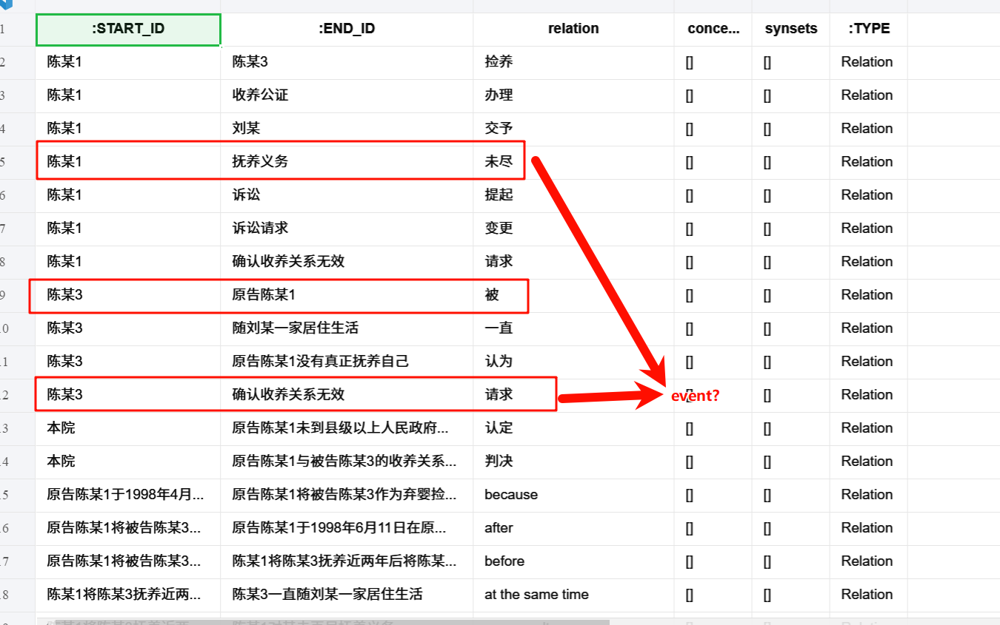 1 :START_ID :END_ID relation conce... synsets :TYPE
2 陈某1 陈某3 捡养 [] [] Relation
3 陈某1 收养公证 办理 [] [] Relation
4 陈某1 刘某 交予 [] [] Relation
5 陈某1 抚养义务 未尽 [] [] Relation
6 陈某1 诉讼 提起 [] [] Relation
7 陈某1 诉讼请求 变更 [] [] Relation
8 陈某1 确认收养关系无效 请求 [] [] Relation
9 陈某3 原告陈某1 被 [] [] Relation
0 陈某3 随刘某一家居住生活 一直 [] [] Relation
1 陈某3 原告陈某1没有真正抚养自己 认为 [] [] Relation
2 陈某3 确认收养关系无效 请求 event? [] Relation
3 本院 原告陈某1未到县级以上人民政府... 认定 [] [] Relation
4 本院 原告陈某1与被告陈某3的收养关系... 判决 [] [] Relation
5 原告陈某1于1998年4月... 原告陈某1将被告陈某3作为弃婴捡... because [] [] Relation
6 原告陈某1将被告陈某3... 原告陈某1于1998年6月11日在原... after [] [] Relation
7 原告陈某1将被告陈某3... 陈某1将陈某3抚养近两年后将陈某... before [] [] Relation
8 陈某1将陈某3抚养近两... 陈某3一直随刘某一家居住生活 at the same time [] [] Relation